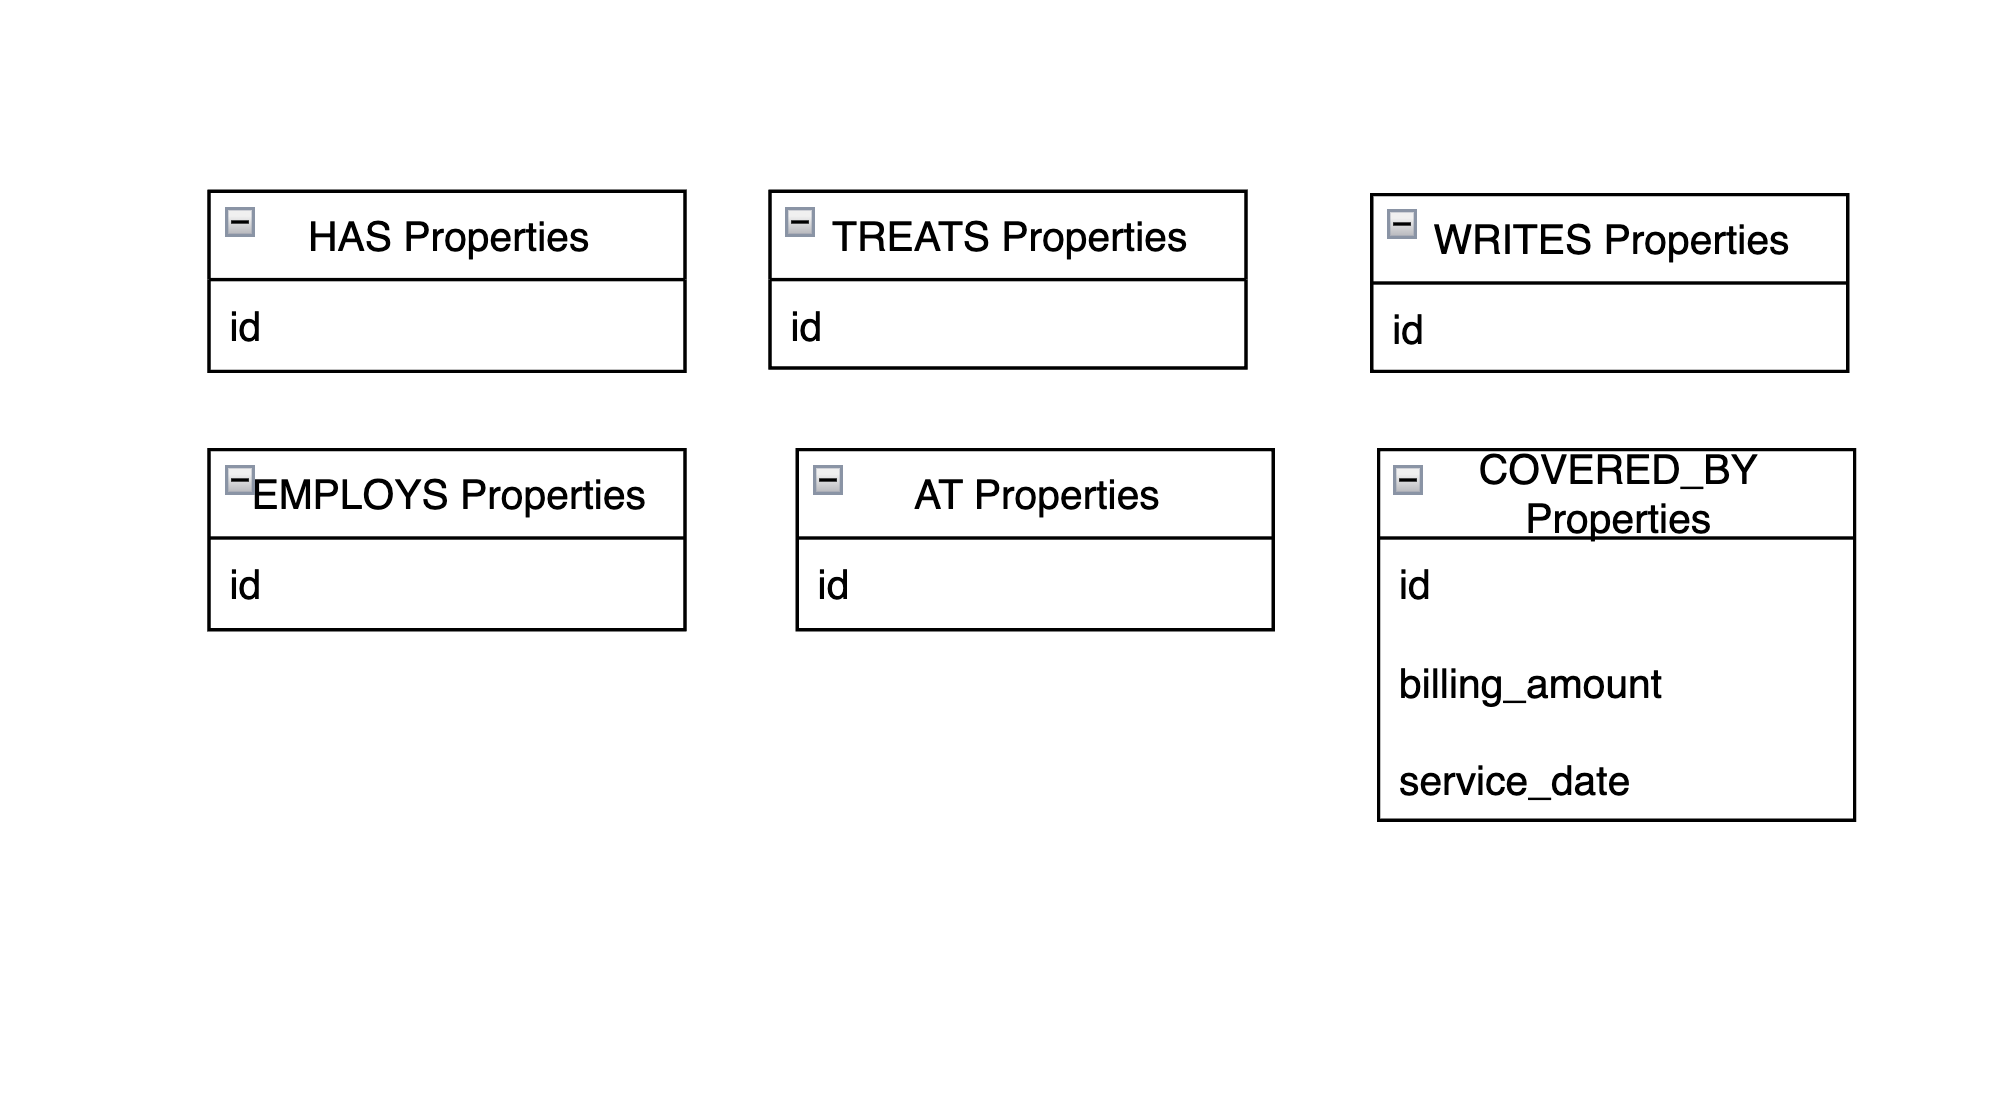 HAS Properties
id
TREATS Properties
id
WRITES Properties
id
EMPLOYS Properties
id
AT Properties
id
COVERED_BY
Properties
id
billing_amount
service_date